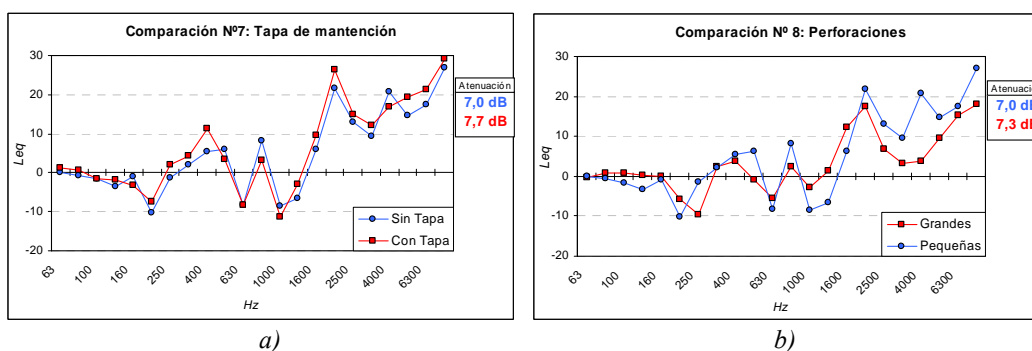 Comparación Nº7: Tapa de mantención
30
20
10
0
-10
-20
Leq
63
100
160
250
400
630
1000
1600
2500
4000
6300
Hz
Sin Tapa
Con Tapa
Atenuación
7,0 dB
7,7 dB
a)
Comparación Nº 8: Perforaciones
30
20
10
0
-10
-20
Leq
63
100
160
250
400
630
1000
1600
2500
4000
6300
Hz
Grandes
Pequeñas
Atenuación
7,0 dB
7,3 dB
b)